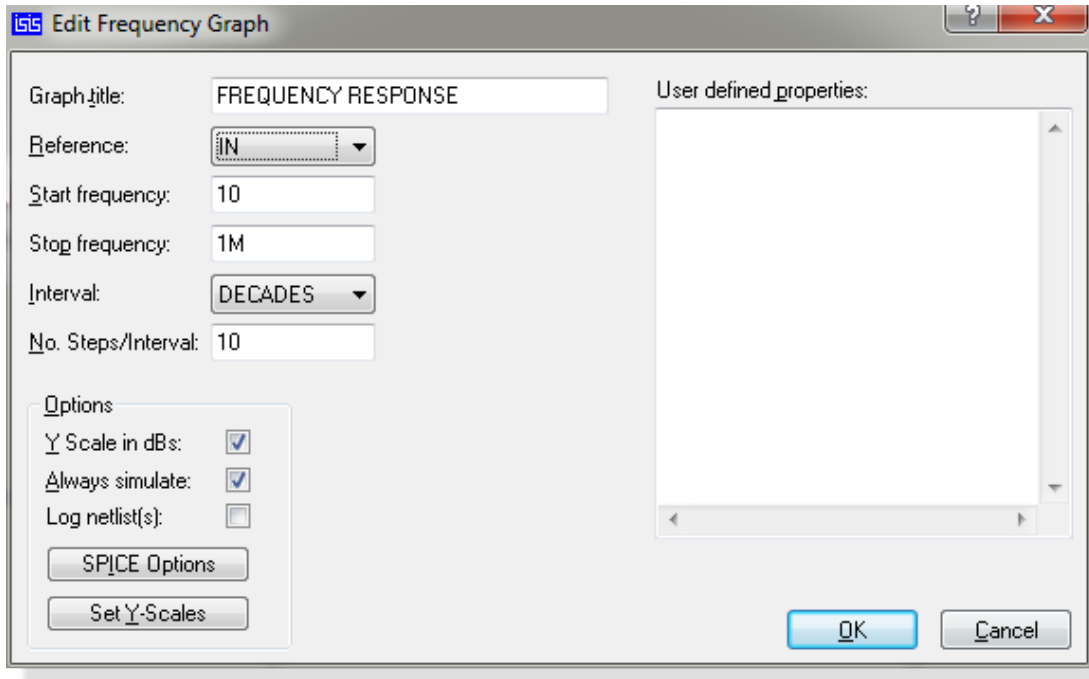 isis Edit Frequency Graph
? X
Graph title: FREQUENCY RESPONSE
Reference: IN
Start frequency: 10
Stop frequency: 1M
Interval: DECADES
No. Steps/Interval: 10
User defined properties:
Options
Y Scale in dBs:
Always simulate:
Log netlist(s):
SPICE Options
Set Y-Scales
OK Cancel